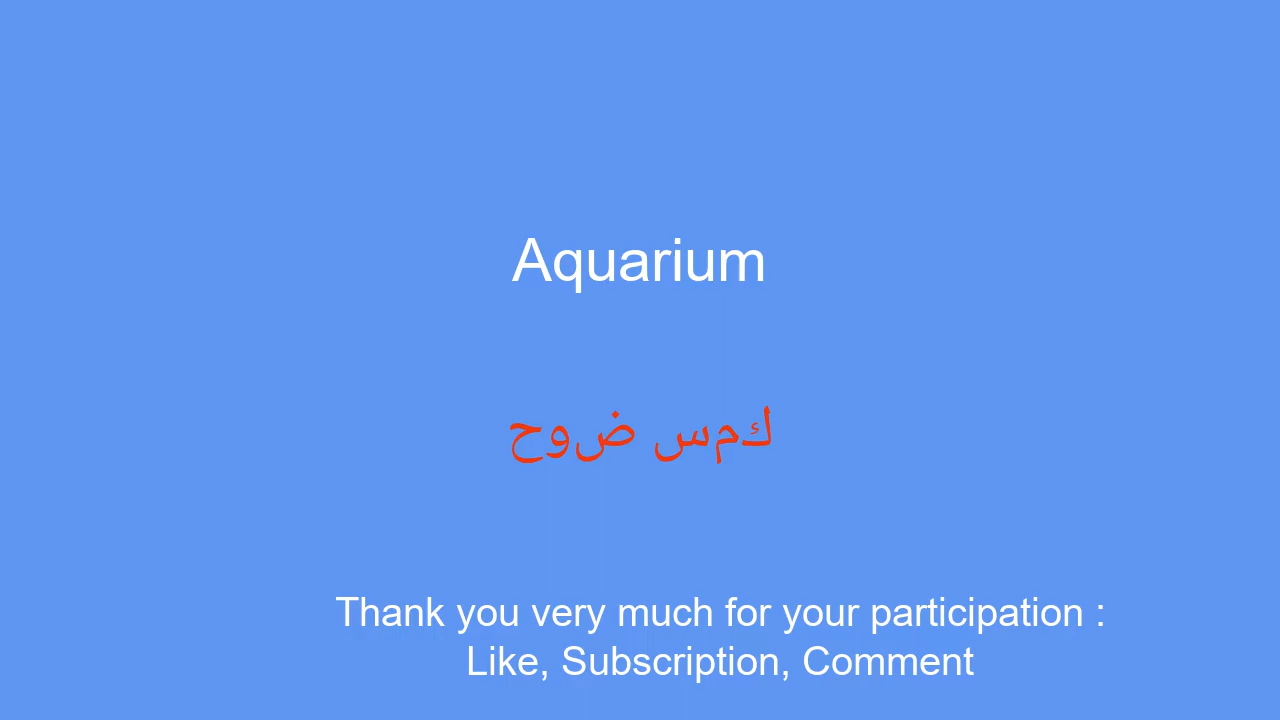 Aquarium
حوض سمك
Thank you very much for your participation :
Like, Subscription, Comment